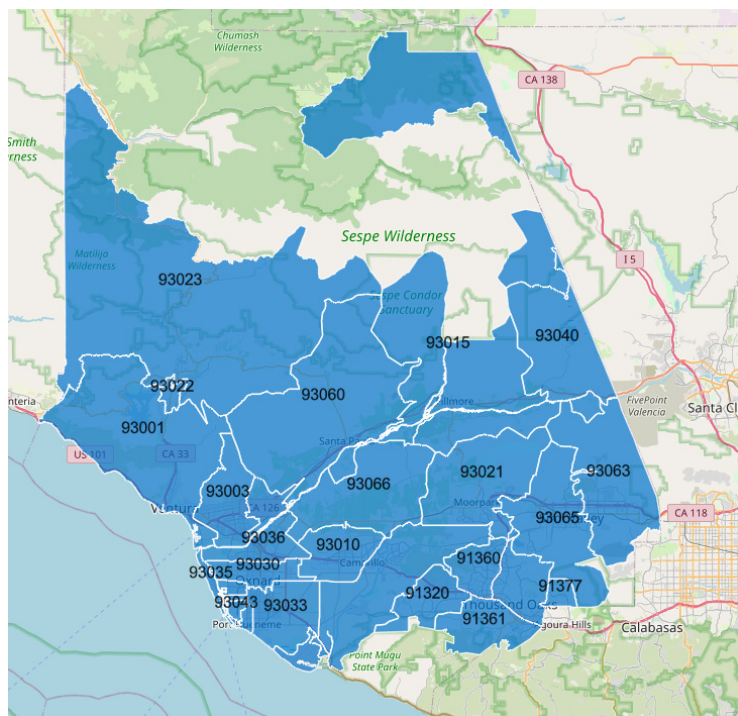 Chumash
Wilderness
CA 138
Smith
erness
Sespe Wilderness
Matilija
Wilderness
I 5
93023
Sespe Condor
Sanctuary
93015
93040
93022
93060
nteria
93001
Fillmore
FivePoint
Valencia
Santa Cl
Santa Pa
US 101
CA 33
93066
93021
93063
93003
Ventura
CA 126
Moorpar
CA 118
93065
ley
93036
93010
Camarillo
91360
93030
93035
Oxnard
91377
91320
93043
93033
Thousand Oaks
91361
Port Hueneme
goura Hills
Calabasas
Point Mugu
State Park